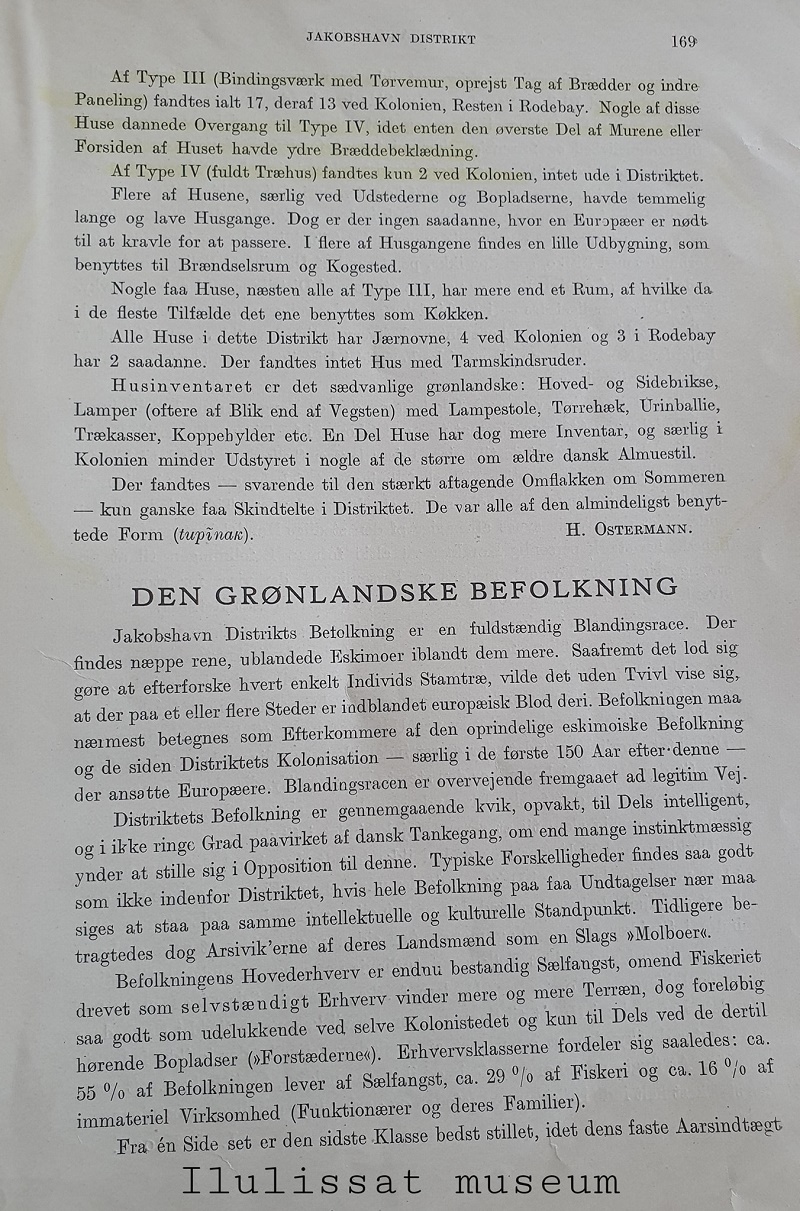 JAKOBSHAVN DISTRIKT 169
Af Type III (Bindingsværk med Tørvemur, oprejst Tag af Brædder og indre
Paneling) fandtes ialt 17, deraf 13 ved Kolonien, Resten i Rodebay. Nogle af disse
Huse dannede Overgang til Type IV, idet enten den øverste Del af Murene eller
Forsiden af Huset havde ydre Bræddebeklædning.
Af Type IV (fuldt Træhus) fandtes kun 2 ved Kolonien, intet ude i Distriktet.
Flere af Husene, særlig ved Udstederne og Bopladserne, havde temmelig
lange og lave Husgange. Dog er der ingen saadanne, hvor en Europæer er nødt
til at kravle for at passere. I flere af Husgangene findes en lille Udbygning, som
benyttes til Brændselsrum og Kogested.
Nogle faa Huse, næsten alle af Type III, har mere end et Rum, af hvilke da
i de fleste Tilfælde det ene benyttes som Køkken.
Alle Huse i dette Distrikt har Jærnovne, 4 ved Kolonien og 3 i Rodebay
har 2 saadanne. Der fandtes intet Hus med Tarmskindsruder.
Husinventaret er det sædvanlige grønlandske: Hoved- og Sidebrikse,
Lamper (oftere af Blik end af Vegsten) med Lampestole, Tørrehæk, Urinballie,
Trækasser, Koppehylder etc. En Del Huse har dog mere Inventar, og særlig i
Kolonien minder Udstyret i nogle af de større om ældre dansk Almuestil.
Der fandtes — svarende til den stærkt aftagende Omflakken om Sommeren
— kun ganske faa Skindtelte i Distriktet. De var alle af den almindeligst benyt-
tede Form (tupĩnaĸ). H. OSTERMANN.
DEN GRØNLANDSKE BEFOLKNING
Jakobshavn Distrikts Befolkning er en fuldstændig Blandingsrace. Der
findes næppe rene, ublandede Eskimoer iblandt dem mere. Saafremt det lod sig
gøre at efterforske hvert enkelt Individs Stamtræ, vilde det uden Tvivl vise sig,
at der paa et eller flere Steder er indblandet europæisk Blod deri. Befolkningen maa
nærmest betegnes som Efterkommere af den oprindelige eskimoiske Befolkning
og de siden Distriktets Kolonisation — særlig i de første 150 Aar efter denne —
der ansatte Europæere. Blandingsracen er overvejende fremgaaet ad legitim Vej.
Distriktets Befolkning er gennemgaaende kvik, opvakt, til Dels intelligent,
og i ikke ringe Grad paavirket af dansk Tankegang, om end mange instinktmæssig
ynder at stille sig i Opposition til denne. Typiske Forskelligheder findes saa godt
som ikke indenfor Distriktet, hvis hele Befolkning paa faa Undtagelser nær maa
siges at staa paa samme intellektuelle og kulturelle Standpunkt. Tidligere be-
tragtedes dog Arsivik'erne af deres Landsmænd som en Slags »Molboer«.
Befolkningens Hovederhverv er endnu bestandig Sælfangst, omend Fiskeriet
drevet som selvstændigt Erhverv vinder mere og mere Terræn, dog foreløbig
saa godt som udelukkende ved selve Kolonistedet og kun til Dels ved de dertil
hørende Bopladser (»Forstæderne«). Erhvervsklasserne fordeler sig saaledes: ca.
55 % af Befolkningen lever af Sælfangst, ca. 29 % af Fiskeri og ca. 16 % af
immateriel Virksomhed (Funktionærer og deres Familier).
Fra én Side set er den sidste Klasse bedst stillet, idet dens faste Aarsindtægt
Ilulissat museum